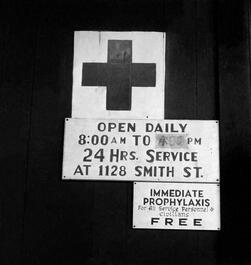 OPEN DAILY
8:00 AM TO PM
24 HRS. SERVICE
AT 1128 SMITH ST.
IMMEDIATE
PROPHYLAXIS
For All Service Personnel &
Civilians
FREE